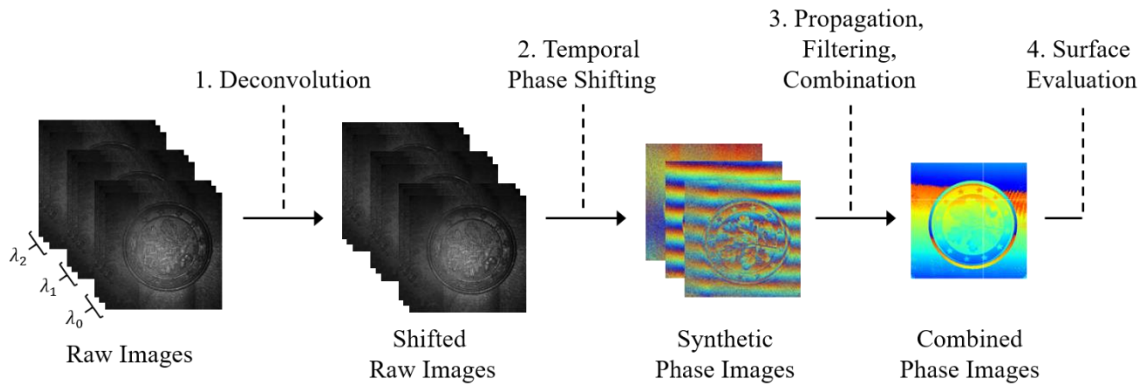 1. Deconvolution
2. Temporal
Phase Shifting
3. Propagation,
Filtering,
Combination
4. Surface
Evaluation
λ₂
λ₁
λ₀
Raw Images
Shifted
Raw Images
Synthetic
Phase Images
Combined
Phase Images